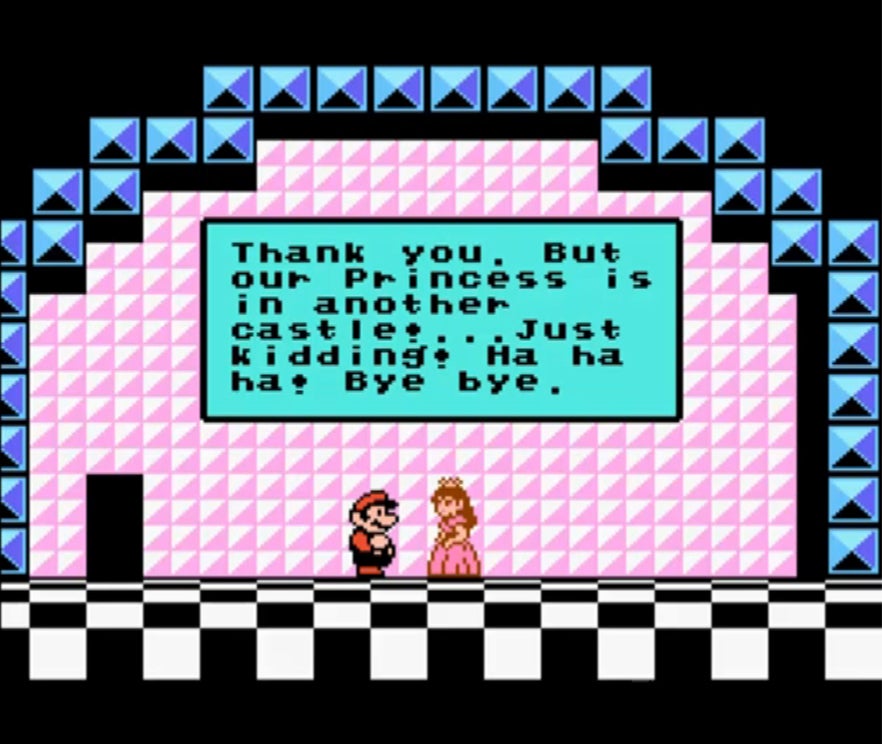 Thank you. But
our Princess is
in another
castle!...Just
kidding! Ha ha
ha! Bye bye.